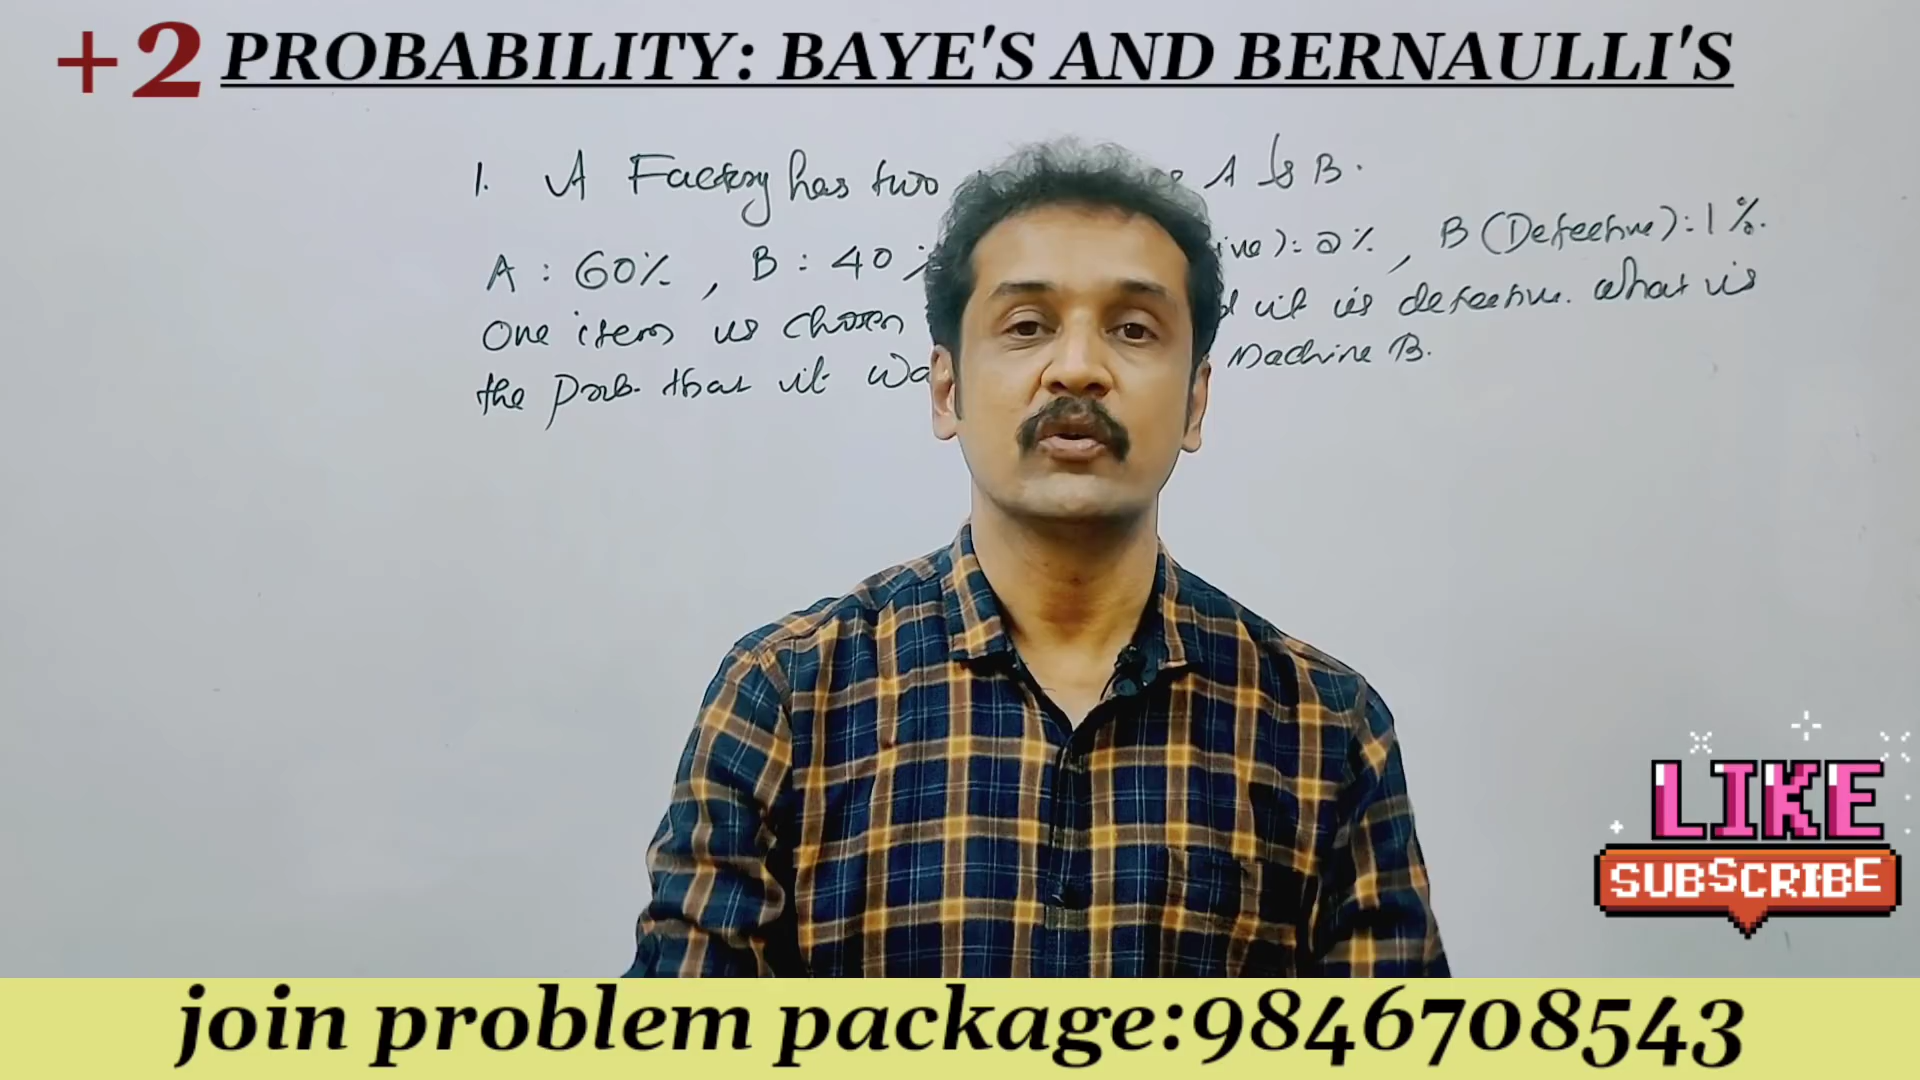 +2 PROBABILITY: BAYE'S AND BERNAULLI'S
1. A Factory has two A & B.
A : 60% , B : 40 %): 2% , B (Defective): 1%.
One item is chosen it is defective. What is
the Prob. that it Machine B.
LIKE
SUBSCRIBE
join problem package:9846708543